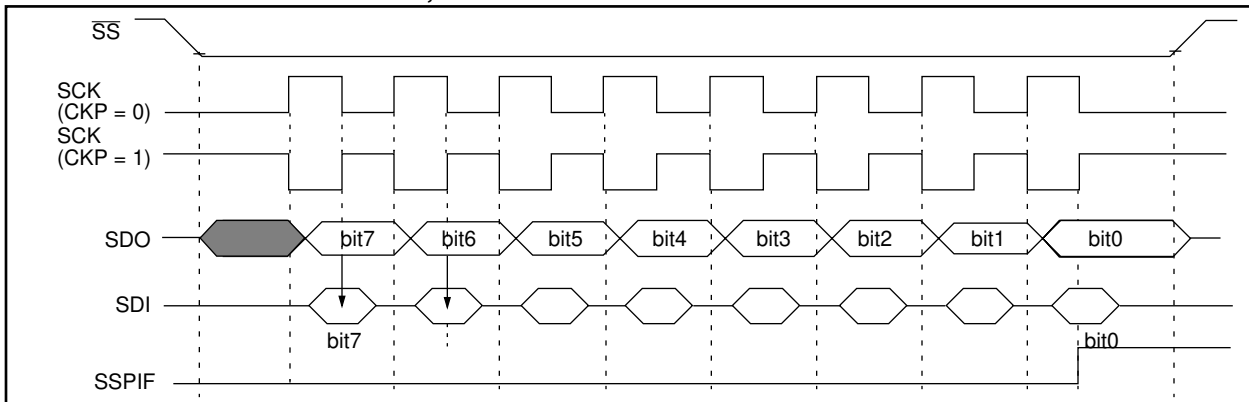 SS
SCK
(CKP = 0)
SCK
(CKP = 1)
SDO bit7 bit6 bit5 bit4 bit3 bit2 bit1 bit0
SDI
bit7 bit0
SSPIF